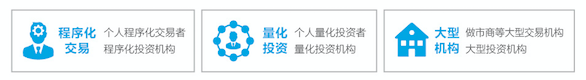 程序化
交易
个人程序化交易者
程序化投资机构
量化
投资
个人量化投资者
量化投资机构
大型
机构
做市商等大型交易机构
大型投资机构